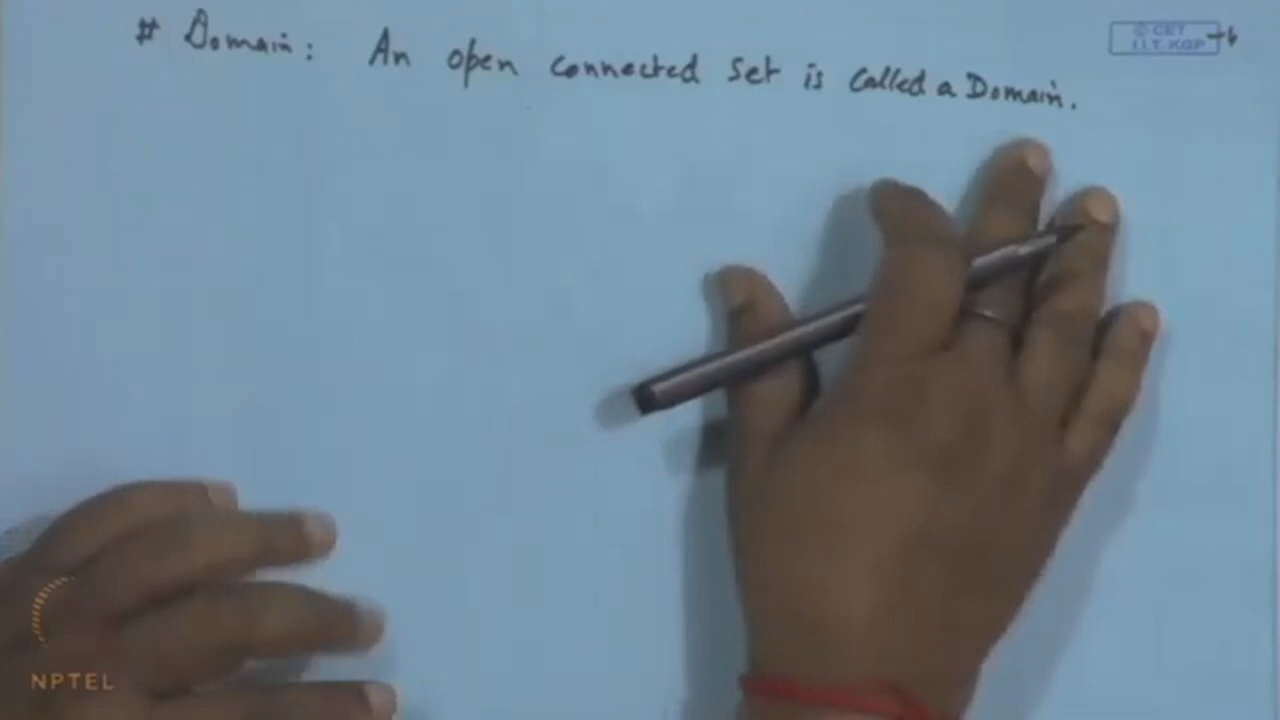 # Domain: An open connected set is called a Domain.
© CET
I.I.T. KGP
NPTEL